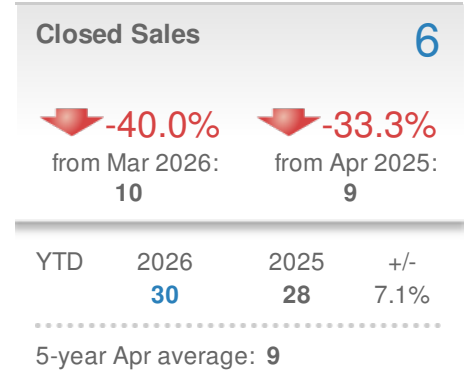 Closed Sales 6
-40.0% -33.3%
from Mar 2026: from Apr 2025:
10 9
YTD 2026 2025 +/-
30 28 7.1%
5-year Apr average: 9